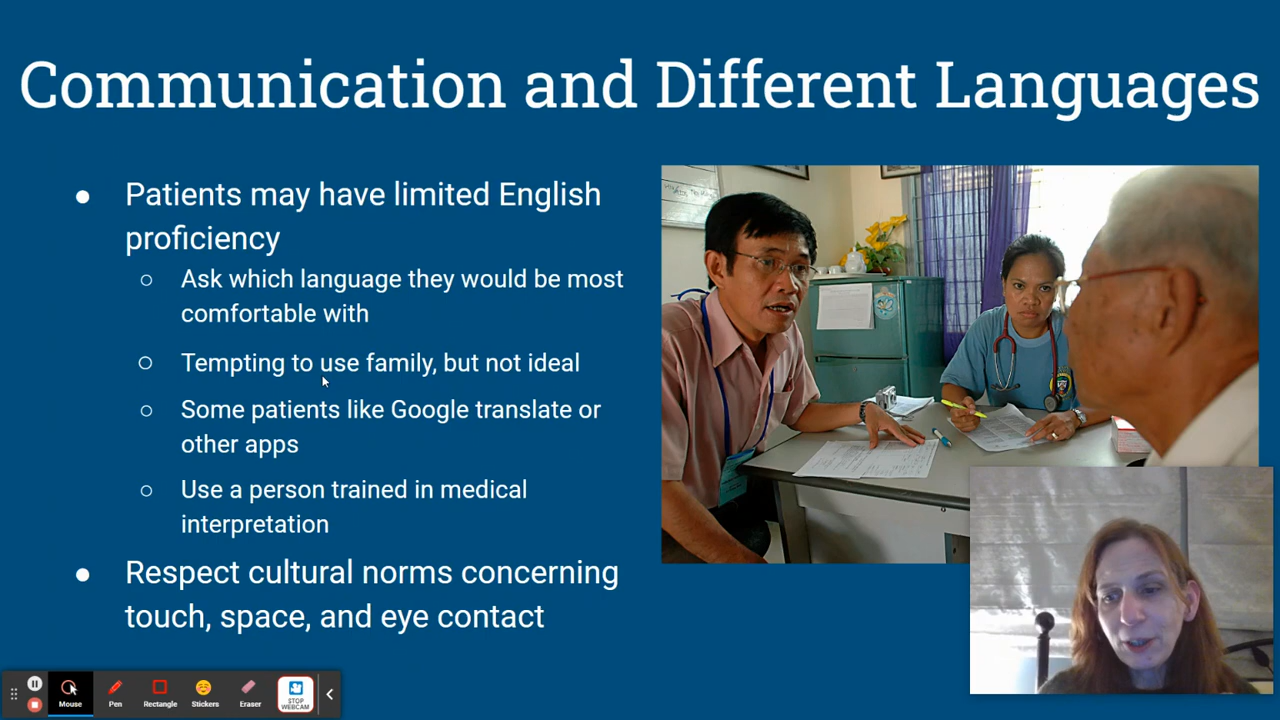 Communication and Different Languages
● Patients may have limited English
proficiency
○ Ask which language they would be most
comfortable with
○ Tempting to use family, but not ideal
○ Some patients like Google translate or
other apps
○ Use a person trained in medical
interpretation
● Respect cultural norms concerning
touch, space, and eye contact
Mouse
Pen
Rectangle
Stickers
Eraser
STOP
WEBCAM